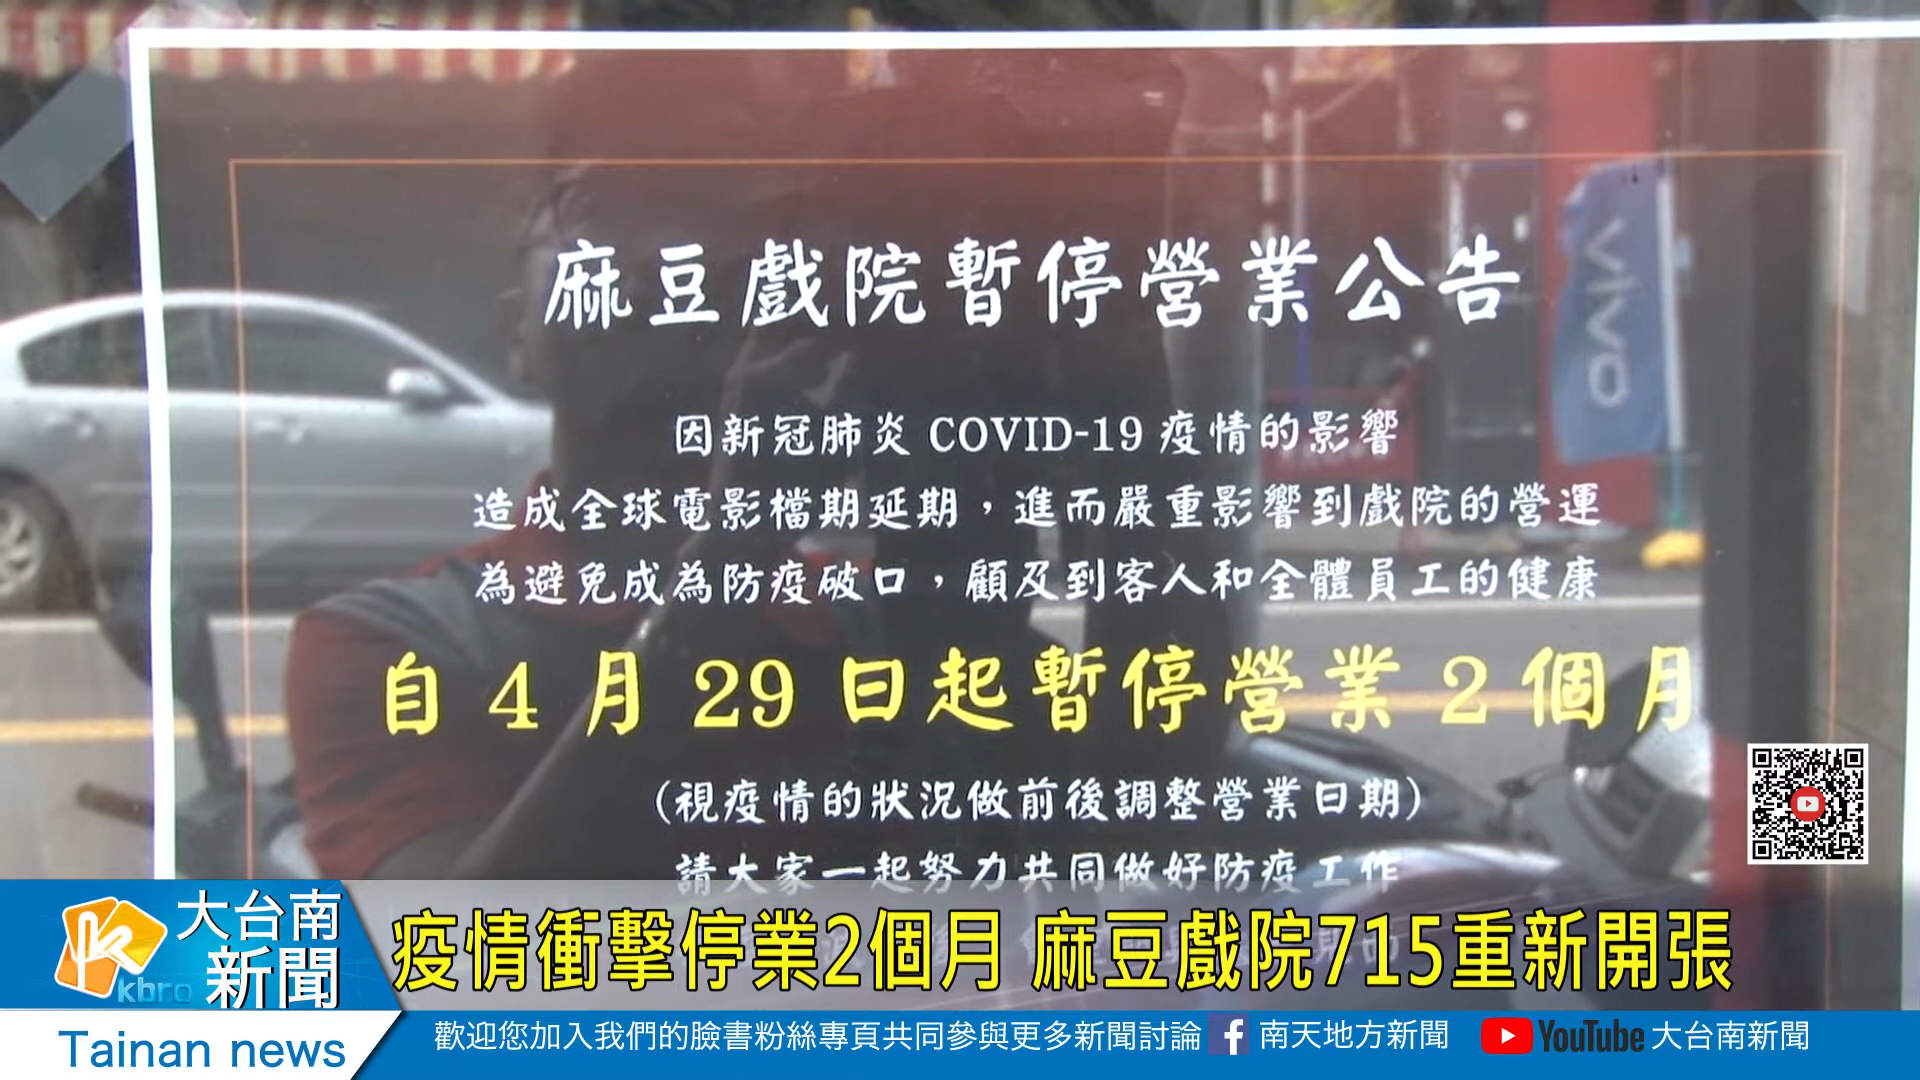 麻豆戲院暫停營業公告
vivo
因新冠肺炎 COVID-19 疫情的影響
造成全球電影檔期延期，進而嚴重影響到戲院的營運
為避免成為防疫破口，顧及到客人和全體員工的健康
自 4 月 29 日起暫停營業 2 個月
(視疫情的狀況做前後調整營業日期)
請大家一起努力共同做好防疫工作
kbro
大台南
新聞
疫情衝擊停業2個月 麻豆戲院715重新開張
Tainan news
歡迎您加入我們的臉書粉絲專頁共同參與更多新聞討論 南天地方新聞 YouTube 大台南新聞